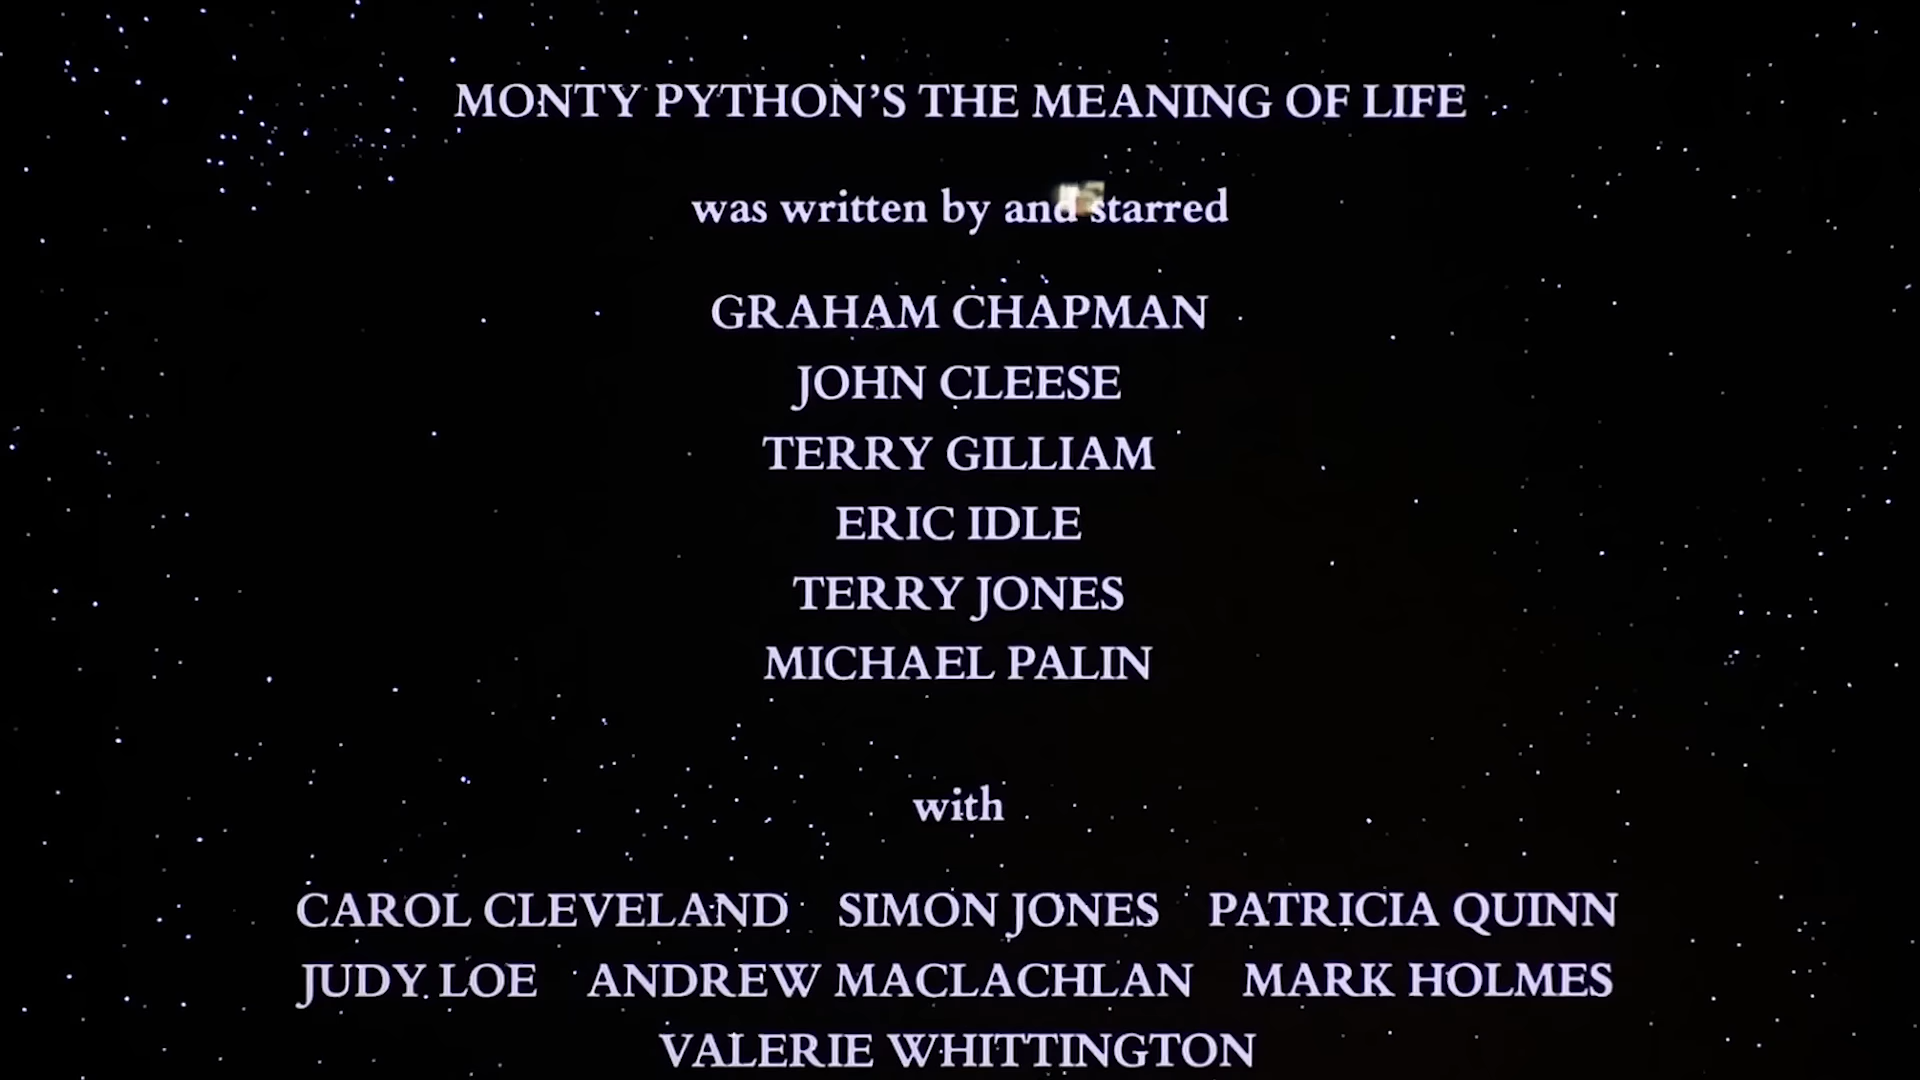 MONTY PYTHON'S THE MEANING OF LIFE
was written by and starred
GRAHAM CHAPMAN
JOHN CLEESE
TERRY GILLIAM
ERIC IDLE
TERRY JONES
MICHAEL PALIN
with
CAROL CLEVELAND SIMON JONES PATRICIA QUINN
JUDY LOE ANDREW MACLACHLAN MARK HOLMES
VALERIE WHITTINGTON